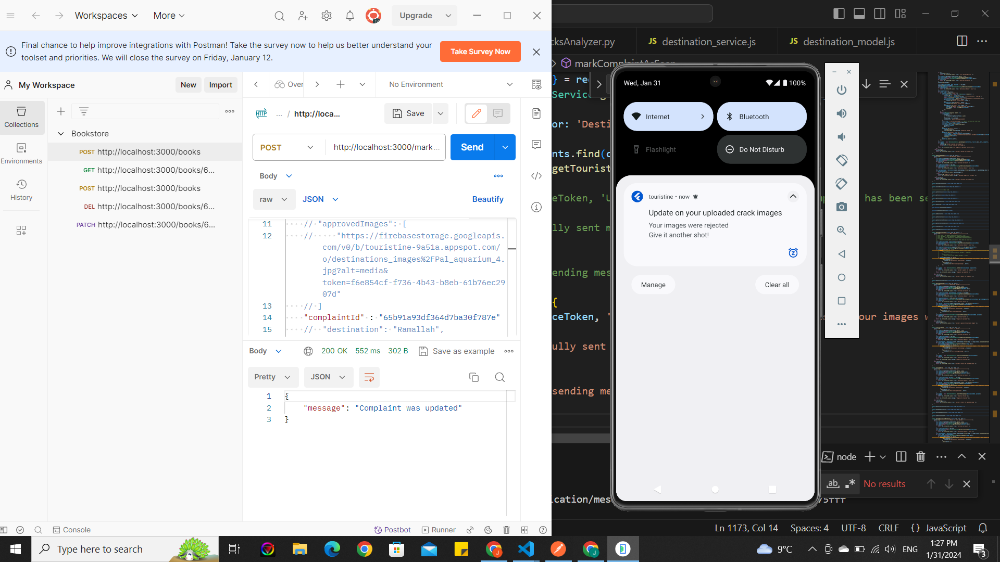 Workspaces
More
Upgrade
Final chance to help improve integrations with Postman! Take the survey now to help us better understand your
toolset and priorities. We will close the survey on Friday, January 12.
Take Survey Now
My Workspace
New
Import
Over
No Environment
Collections
Environments
History
Bookstore
POST http://localhost:3000/books
GET http://localhost:3000/books/6...
POST http://localhost:3000/books
DEL http://localhost:3000/books/6...
PATCH http://localhost:3000/books/6...
HTTP ... / http://loca...
Save
POST
http://localhost:3000/mark...
Send
Body
raw
JSON
Beautify
11 // "approvedImages": [
12 // "https://firebasestorage.googleapis.
com/v0/b/touristine-9a51a.appspot.com/
o/destinations_images%2FPal_aquarium_4.
jpg?alt=media&
token=f6e854cf-f736-4b43-b8eb-61b76ec29
07d"
13 // ]
14 "complaintId" : "65b91a93df364d7ba30f787e"
15 // "destination": "Ramallah",
Body
200 OK 552 ms 302 B
Save as example
Pretty
JSON
1 {
2 "message": "Complaint was updated"
3 }
Console
Postbot
Runner
cksAnalyzer.py
JS destination_service.js
JS destination_model.js
markComplaintAsSeen
} = re
Servic
or: 'Desti
nts.find(c
getTourist
ceToken, 'U
has been se
lly sent m
ending mes
{
ceToken, '
our images w
ully sent
sending me
Wed, Jan 31
100%
Internet
Bluetooth
Flashlight
Do Not Disturb
touristine • now
Update on your uploaded crack images
Your images were rejected
Give it another shot!
Manage
Clear all
node
ab
No results
ication/mes
75fff
Ln 1173, Col 14
Spaces: 4
UTF-8
CRLF
{ } JavaScript
Type here to search
9°C
ENG
1:27 PM
1/31/2024
3